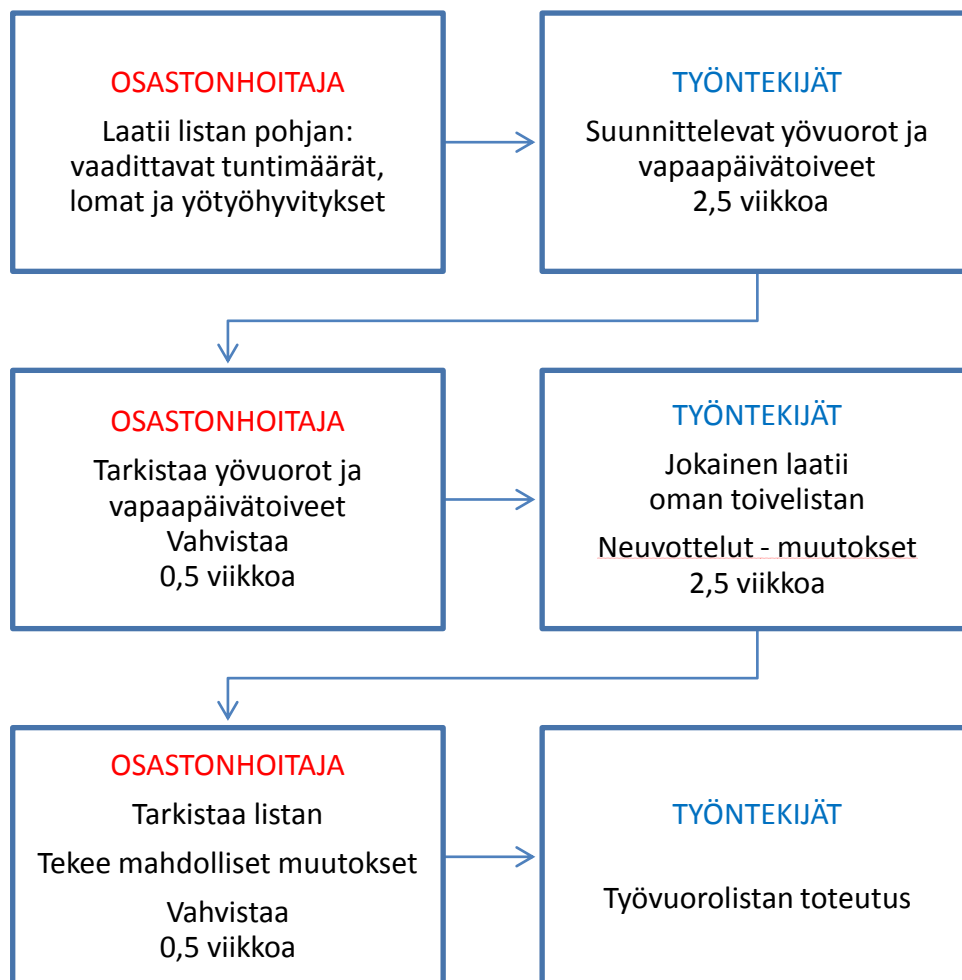 OSASTONHOITAJA
Laatii listan pohjan:
vaadittavat tuntimäärät,
lomat ja yötyöhyvitykset
TYÖNTEKIJÄT
Suunnittelevat yövuorot ja
vapaapäivätoiveet
2,5 viikkoa
OSASTONHOITAJA
Tarkistaa yövuorot ja
vapaapäivätoiveet
Vahvistaa
0,5 viikkoa
TYÖNTEKIJÄT
Jokainen laatii
oman toivelistan
Neuvottelut - muutokset
2,5 viikkoa
OSASTONHOITAJA
Tarkistaa listan
Tekee mahdolliset muutokset
Vahvistaa
0,5 viikkoa
TYÖNTEKIJÄT
Työvuorolistan toteutus